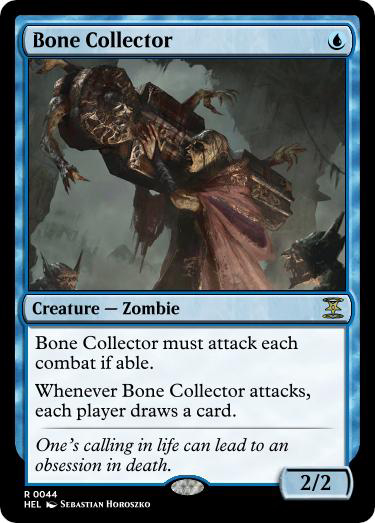 Bone Collector
Creature — Zombie
Bone Collector must attack each
combat if able.
Whenever Bone Collector attacks,
each player draws a card.
One's calling in life can lead to an
obsession in death.
2/2
R 0044
HEL Sebastian Horoszko